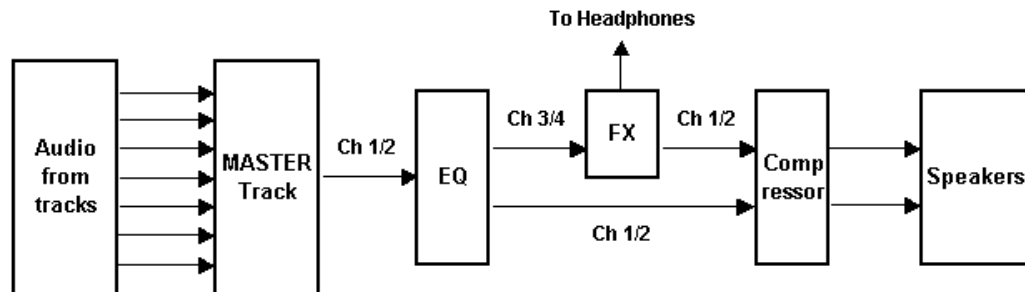 To Headphones
Audio
from
tracks
MASTER
Track
Ch 1/2
EQ
Ch 3/4
FX
Ch 1/2
Ch 1/2
Comp
ressor
Speakers